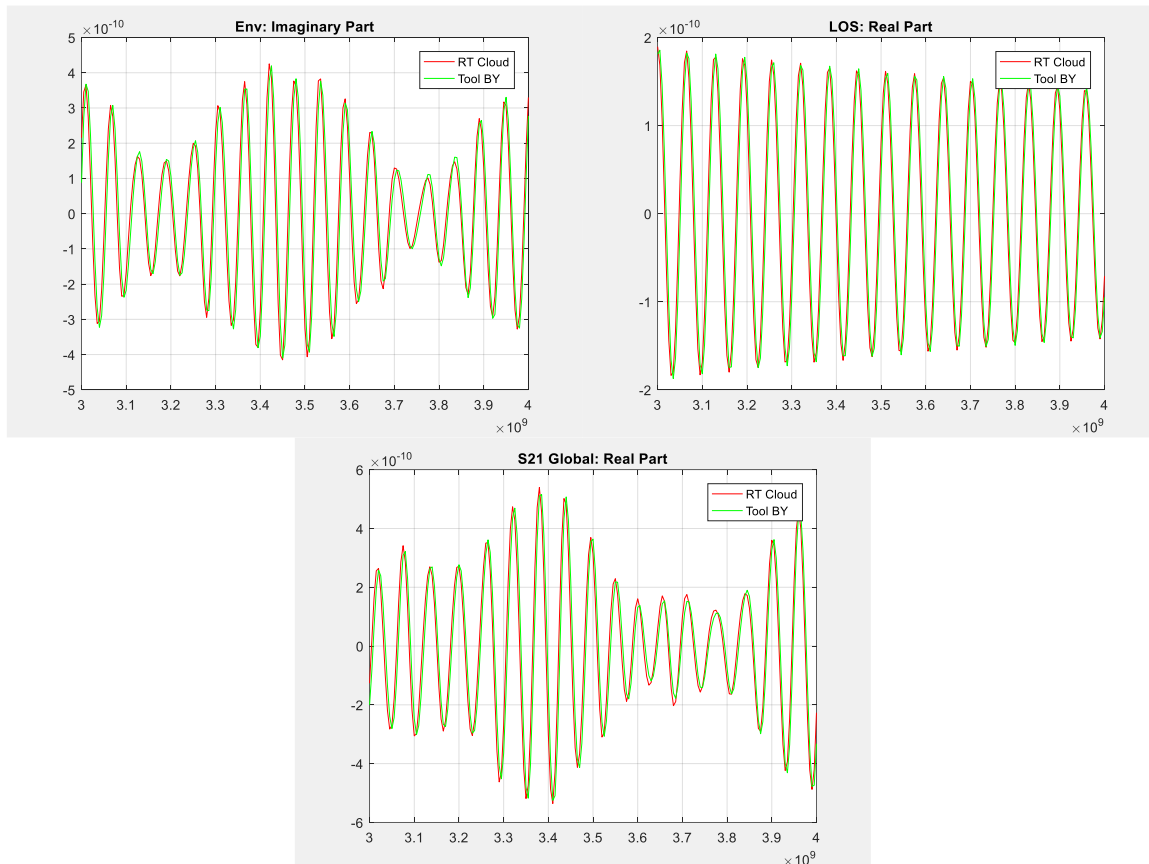 Env: Imaginary Part
×10^-10
RT Cloud
Tool BY
5
4
3
2
1
0
-1
-2
-3
-4
-5
3 3.1 3.2 3.3 3.4 3.5 3.6 3.7 3.8 3.9 4
×10^9
LOS: Real Part
×10^-10
RT Cloud
Tool BY
2
1
0
-1
-2
3 3.1 3.2 3.3 3.4 3.5 3.6 3.7 3.8 3.9 4
×10^9
S21 Global: Real Part
×10^-10
RT Cloud
Tool BY
6
4
2
0
-2
-4
-6
3 3.1 3.2 3.3 3.4 3.5 3.6 3.7 3.8 3.9 4
×10^9